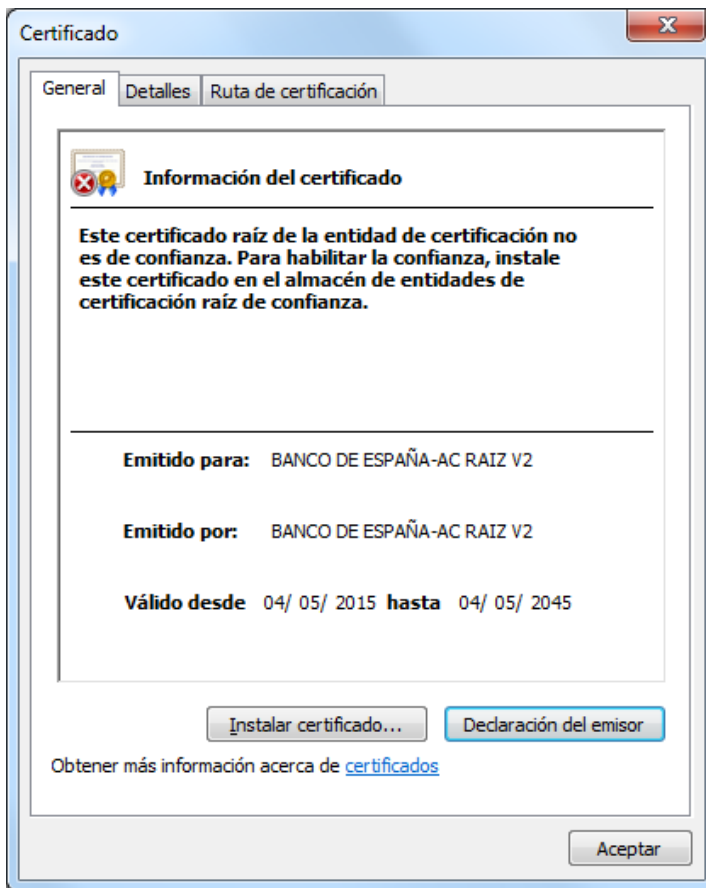 Certificado
General
Detalles
Ruta de certificación
Información del certificado
Este certificado raíz de la entidad de certificación no
es de confianza. Para habilitar la confianza, instale
este certificado en el almacén de entidades de
certificación raíz de confianza.
Emitido para: BANCO DE ESPAÑA-AC RAIZ V2
Emitido por: BANCO DE ESPAÑA-AC RAIZ V2
Válido desde 04/ 05/ 2015 hasta 04/ 05/ 2045
Instalar certificado...
Declaración del emisor
Obtener más información acerca de certificados
Aceptar